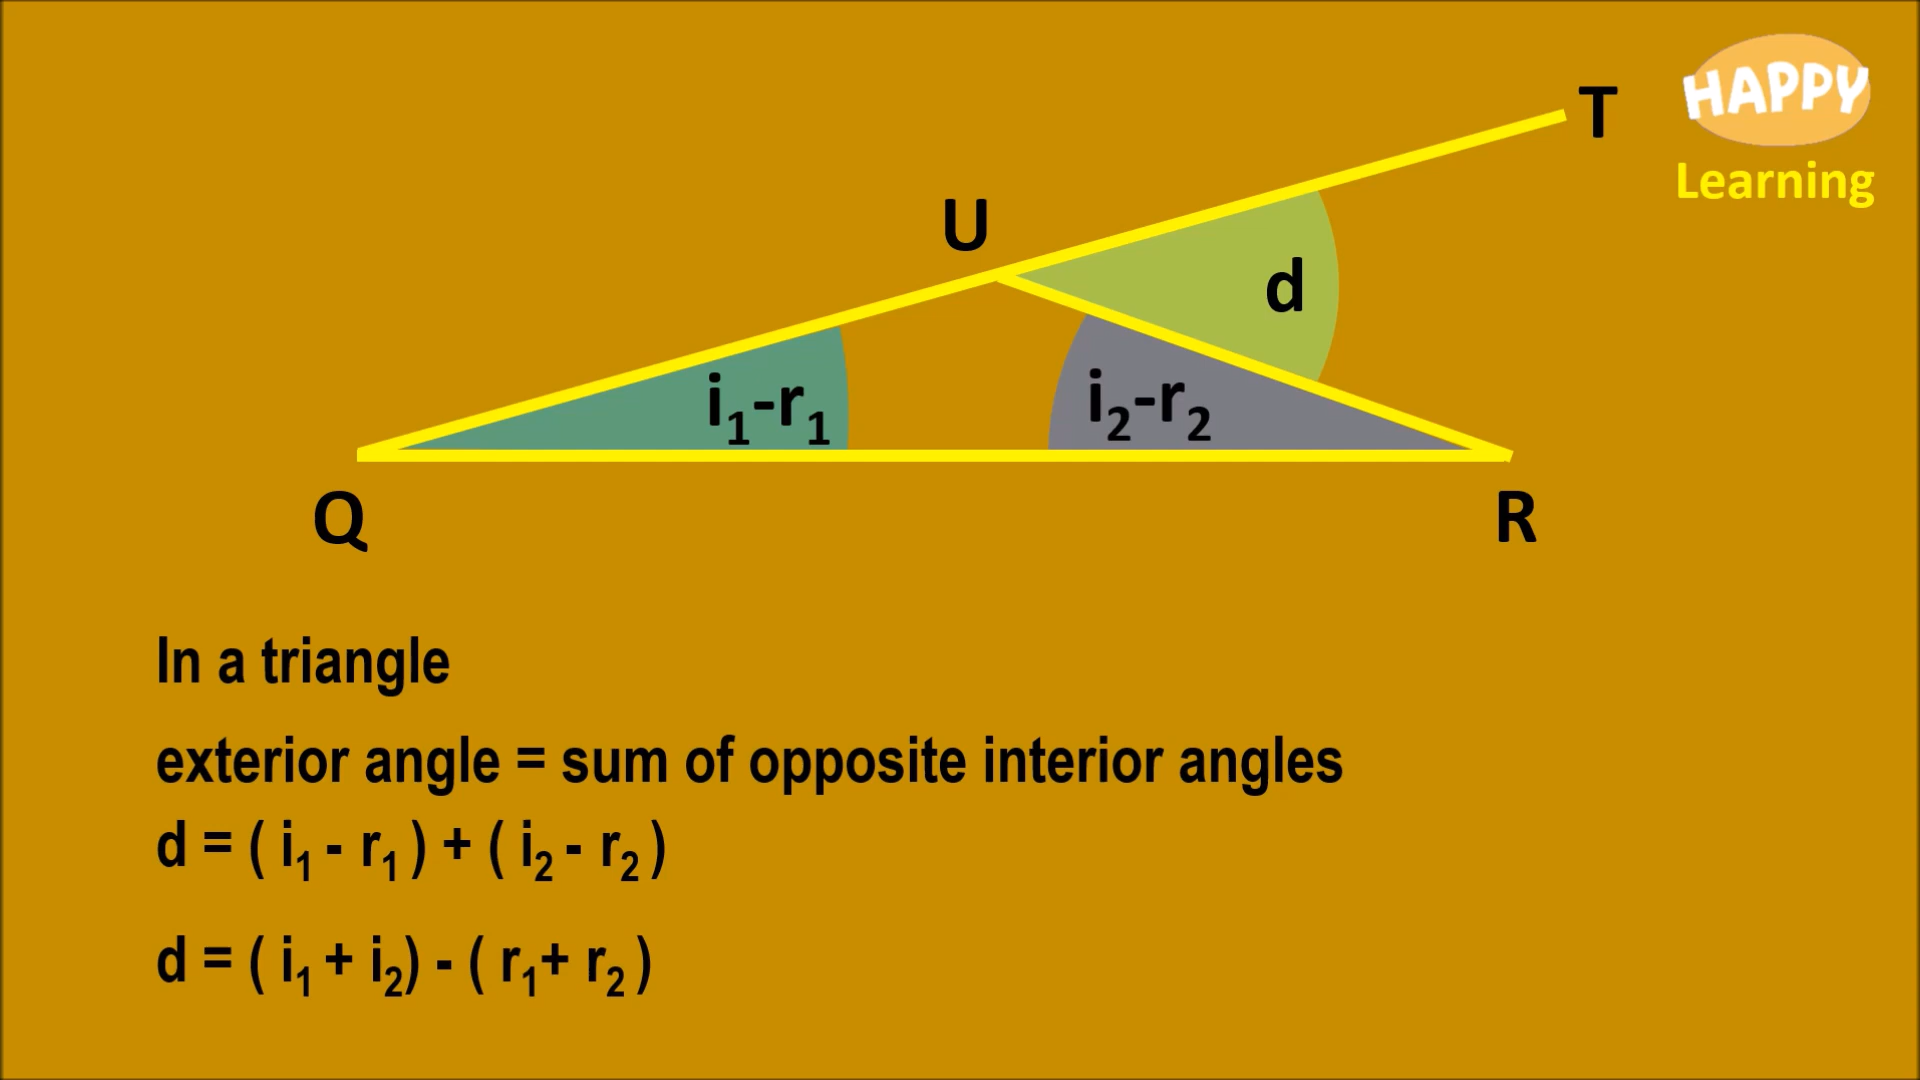 HAPPY
Learning
T
U
d
i₁-r₁
i₂-r₂
Q
R
In a triangle
exterior angle = sum of opposite interior angles
d = ( i₁ - r₁ ) + ( i₂ - r₂ )
d = ( i₁ + i₂) - ( r₁+ r₂ )